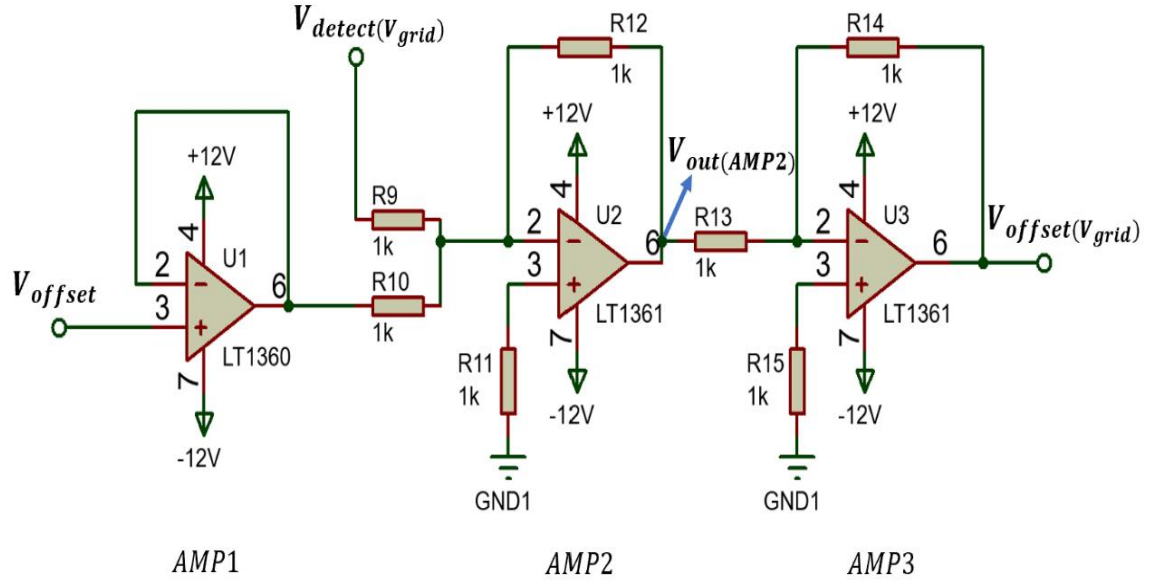 V_detect(V_grid)
R12
1k
R14
1k
+12V
+12V
+12V
V_out(AMP2)
4
4
4
R9
1k
2
U1
6
3
V_offset
R10
1k
LT1360
7
-12V
2
U2
6
3
LT1361
7
R11
1k
-12V
GND1
R13
1k
2
U3
6
3
LT1361
7
R15
1k
-12V
GND1
V_offset(V_grid)
AMP1
AMP2
AMP3